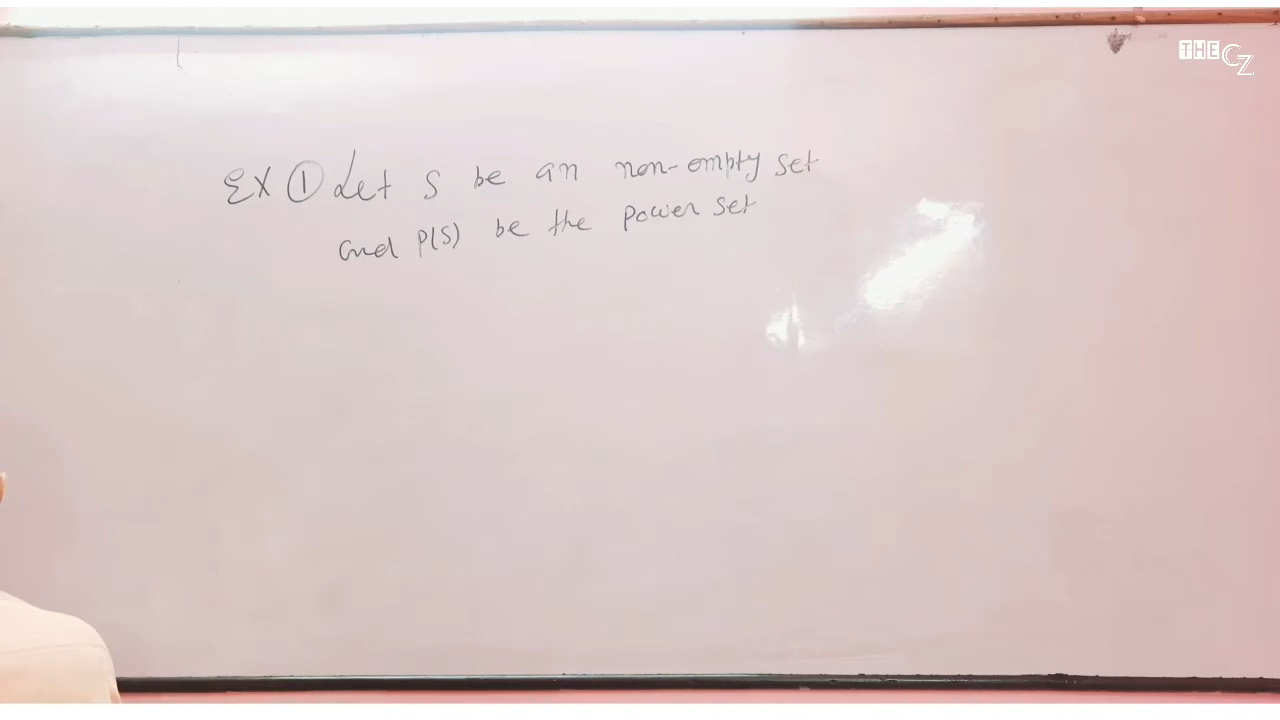 THE CZ
EX ① Let S be an non-empty set
and P(S) be the power set